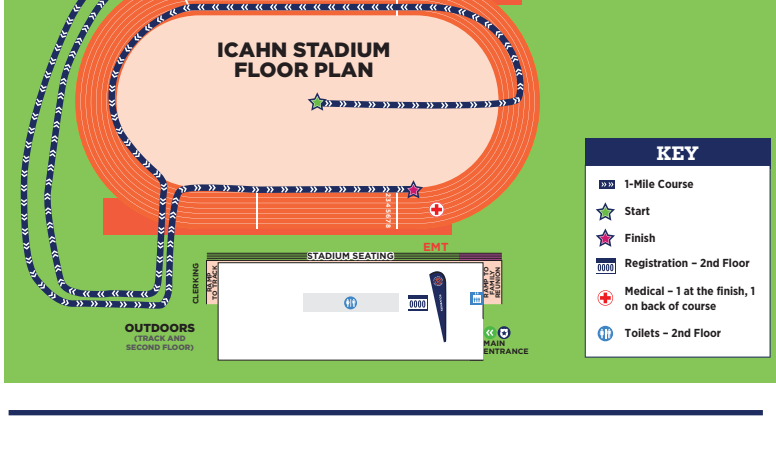 ICAHN STADIUM
FLOOR PLAN
KEY
1-Mile Course
Start
Finish
Registration – 2nd Floor
Medical – 1 at the finish, 1
on back of course
Toilets – 2nd Floor
2345678
EMT
STADIUM SEATING
CLERKING
RAMP
TO TRACK
RAMP TO
FAMILY
REUNION
OUTDOORS
(TRACK AND
SECOND FLOOR)
MAIN
ENTRANCE